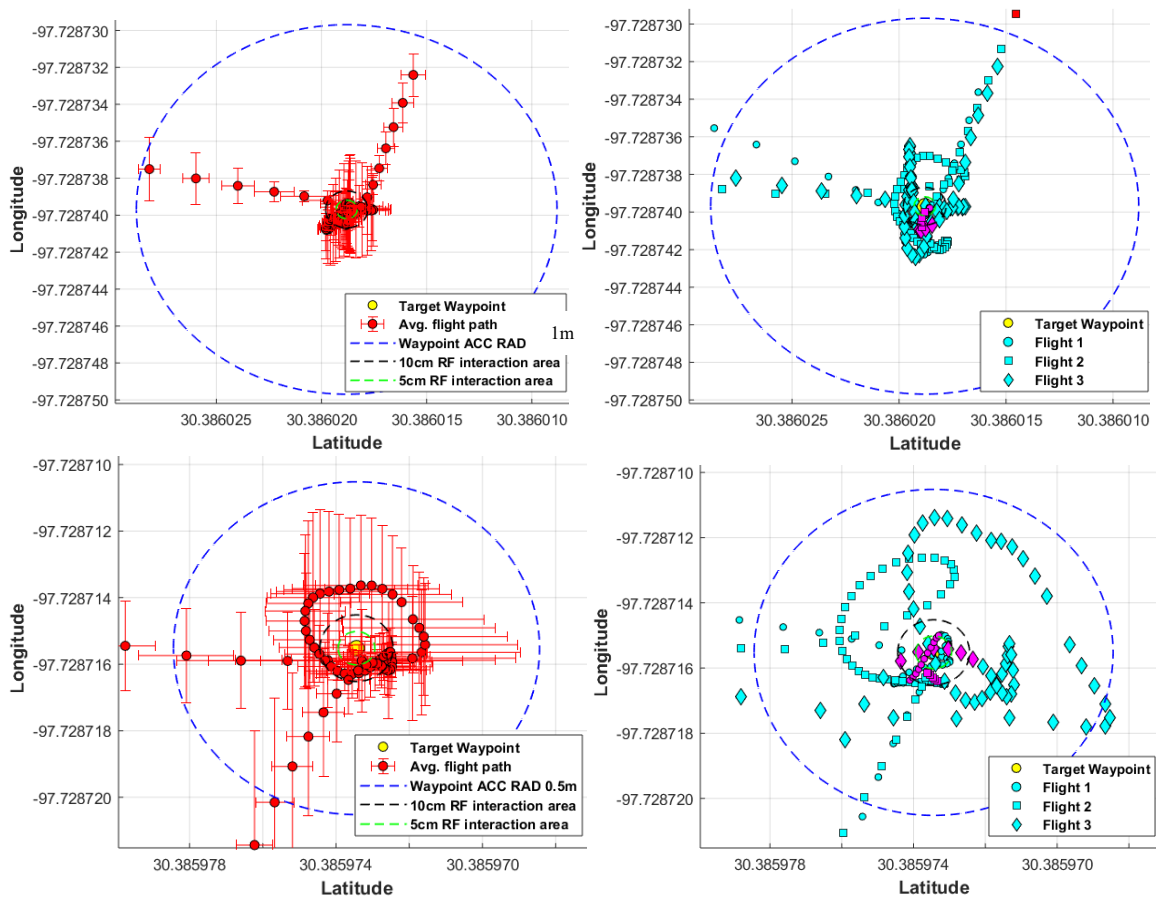 -97.728730
-97.728732
-97.728734
-97.728736
-97.728738
-97.728740
-97.728742
-97.728744
-97.728746
-97.728748
-97.728750
Longitude
30.386025
30.38602
30.386015
30.38601
Latitude
Target Waypoint
Avg. flight path
Waypoint ACC RAD
1m
10cm RF interaction area
5cm RF interaction area
-97.728730
-97.728732
-97.728734
-97.728736
-97.728738
-97.728740
-97.728742
-97.728744
-97.728746
-97.728748
-97.728750
Longitude
30.386025
30.38602
30.386015
30.38601
Latitude
Target Waypoint
Flight 1
Flight 2
Flight 3
-97.728710
-97.728712
-97.728714
-97.728716
-97.728718
-97.728720
Longitude
30.385978
30.385974
30.385970
Latitude
Target Waypoint
Avg. flight path
Waypoint ACC RAD 0.5m
10cm RF interaction area
5cm RF interaction area
-97.728710
-97.728712
-97.728714
-97.728716
-97.728718
-97.728720
Longitude
30.385978
30.385974
30.385970
Latitude
Target Waypoint
Flight 1
Flight 2
Flight 3